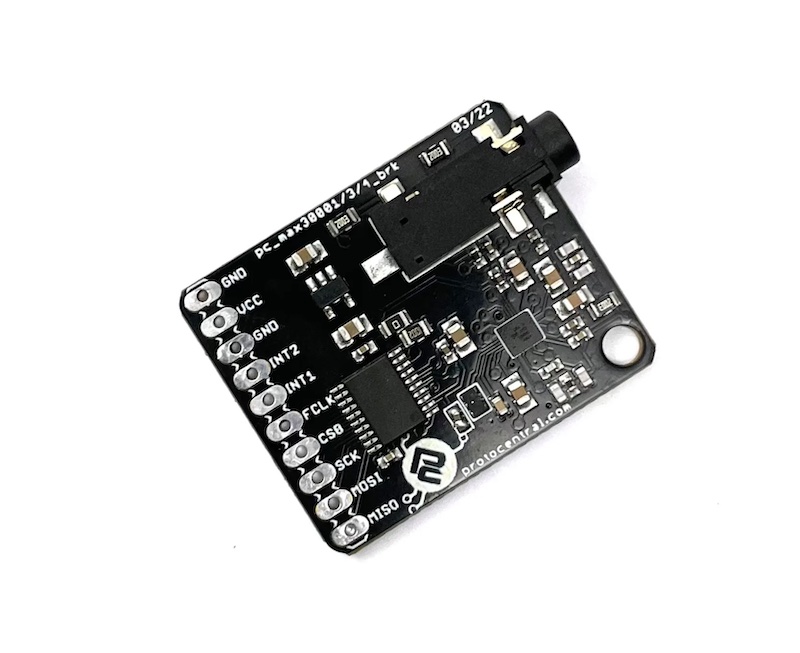 03/22
pc_max30001/3/4_brk
GND
VCC
GND
INT2
INT1
FCLK
CSB
SCK
MOSI
MISO
protocentral.com